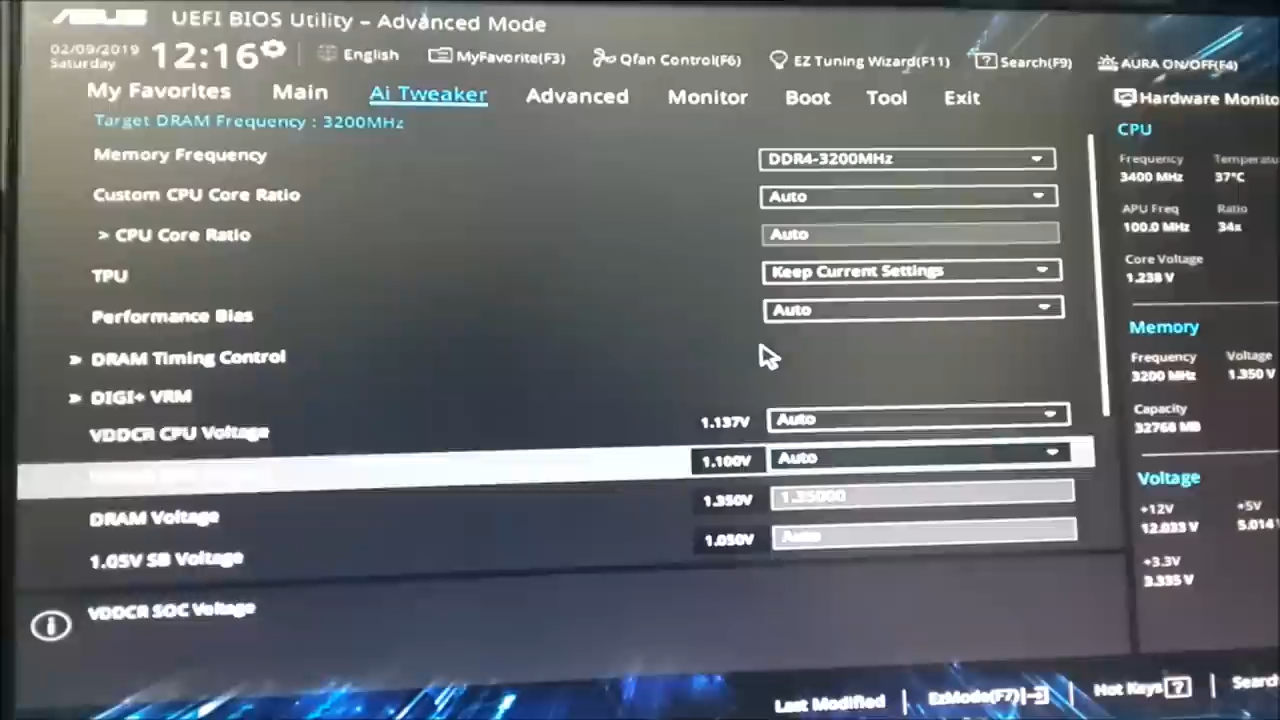 ASUS UEFI BIOS Utility – Advanced Mode
02/09/2019
Saturday
12:16
English
MyFavorite(F3)
Qfan Control(F6)
EZ Tuning Wizard(F11)
Search(F9)
AURA ON/OFF(F4)
My Favorites
Main
Ai Tweaker
Advanced
Monitor
Boot
Tool
Exit
Target DRAM Frequency : 3200MHz
Memory Frequency
DDR4-3200MHz
Custom CPU Core Ratio
Auto
> CPU Core Ratio
Auto
TPU
Keep Current Settings
Performance Bias
Auto
> DRAM Timing Control
> DIGI+ VRM
VDDCR CPU Voltage
1.137V
Auto
1.100V
Auto
DRAM Voltage
1.350V
1.35000
1.05V SB Voltage
1.050V
Auto
VDDCR SOC Voltage
Hardware Monito
CPU
Frequency
Temperatu
3400 MHz
37°C
APU Freq
Ratio
100.0 MHz
34x
Core Voltage
1.238 V
Memory
Frequency
Voltage
3200 MHz
1.350 V
Capacity
32768 MB
Voltage
+12V
+5V
12.033 V
5.014
+3.3V
3.335 V
Last Modified
EzMode(F7)
Hot Keys ?
Search